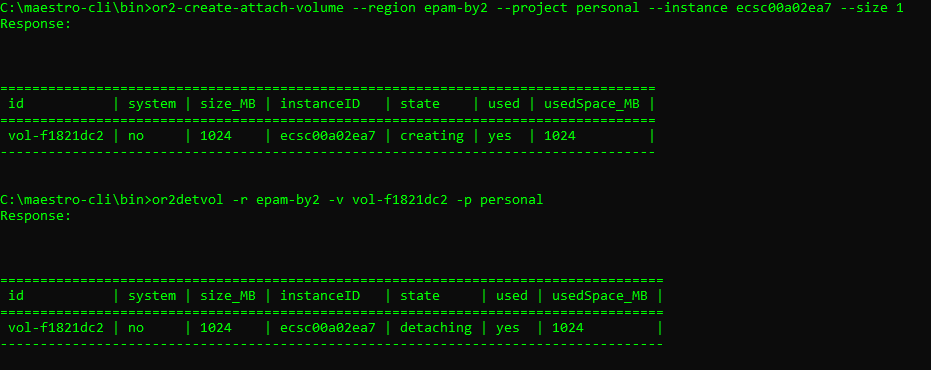 C:\maestro-cli\bin>or2-create-attach-volume --region epam-by2 --project personal --instance ecsc00a02ea7 --size 1
Response:
==================================================================================
id           | system | size_MB | instanceID   | state    | used | usedSpace_MB |
==================================================================================
vol-f1821dc2 | no     | 1024    | ecsc00a02ea7 | creating | yes  | 1024         |
----------------------------------------------------------------------------------
C:\maestro-cli\bin>or2detvol -r epam-by2 -v vol-f1821dc2 -p personal
Response:
===================================================================================
id           | system | size_MB | instanceID   | state     | used | usedSpace_MB |
===================================================================================
vol-f1821dc2 | no     | 1024    | ecsc00a02ea7 | detaching | yes  | 1024         |
-----------------------------------------------------------------------------------